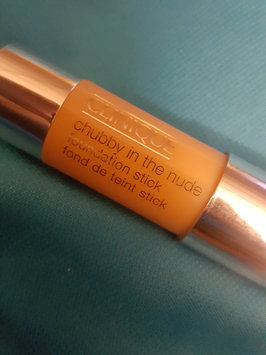 CLINIQUE
chubby in the nude
foundation stick
fond de teint stick